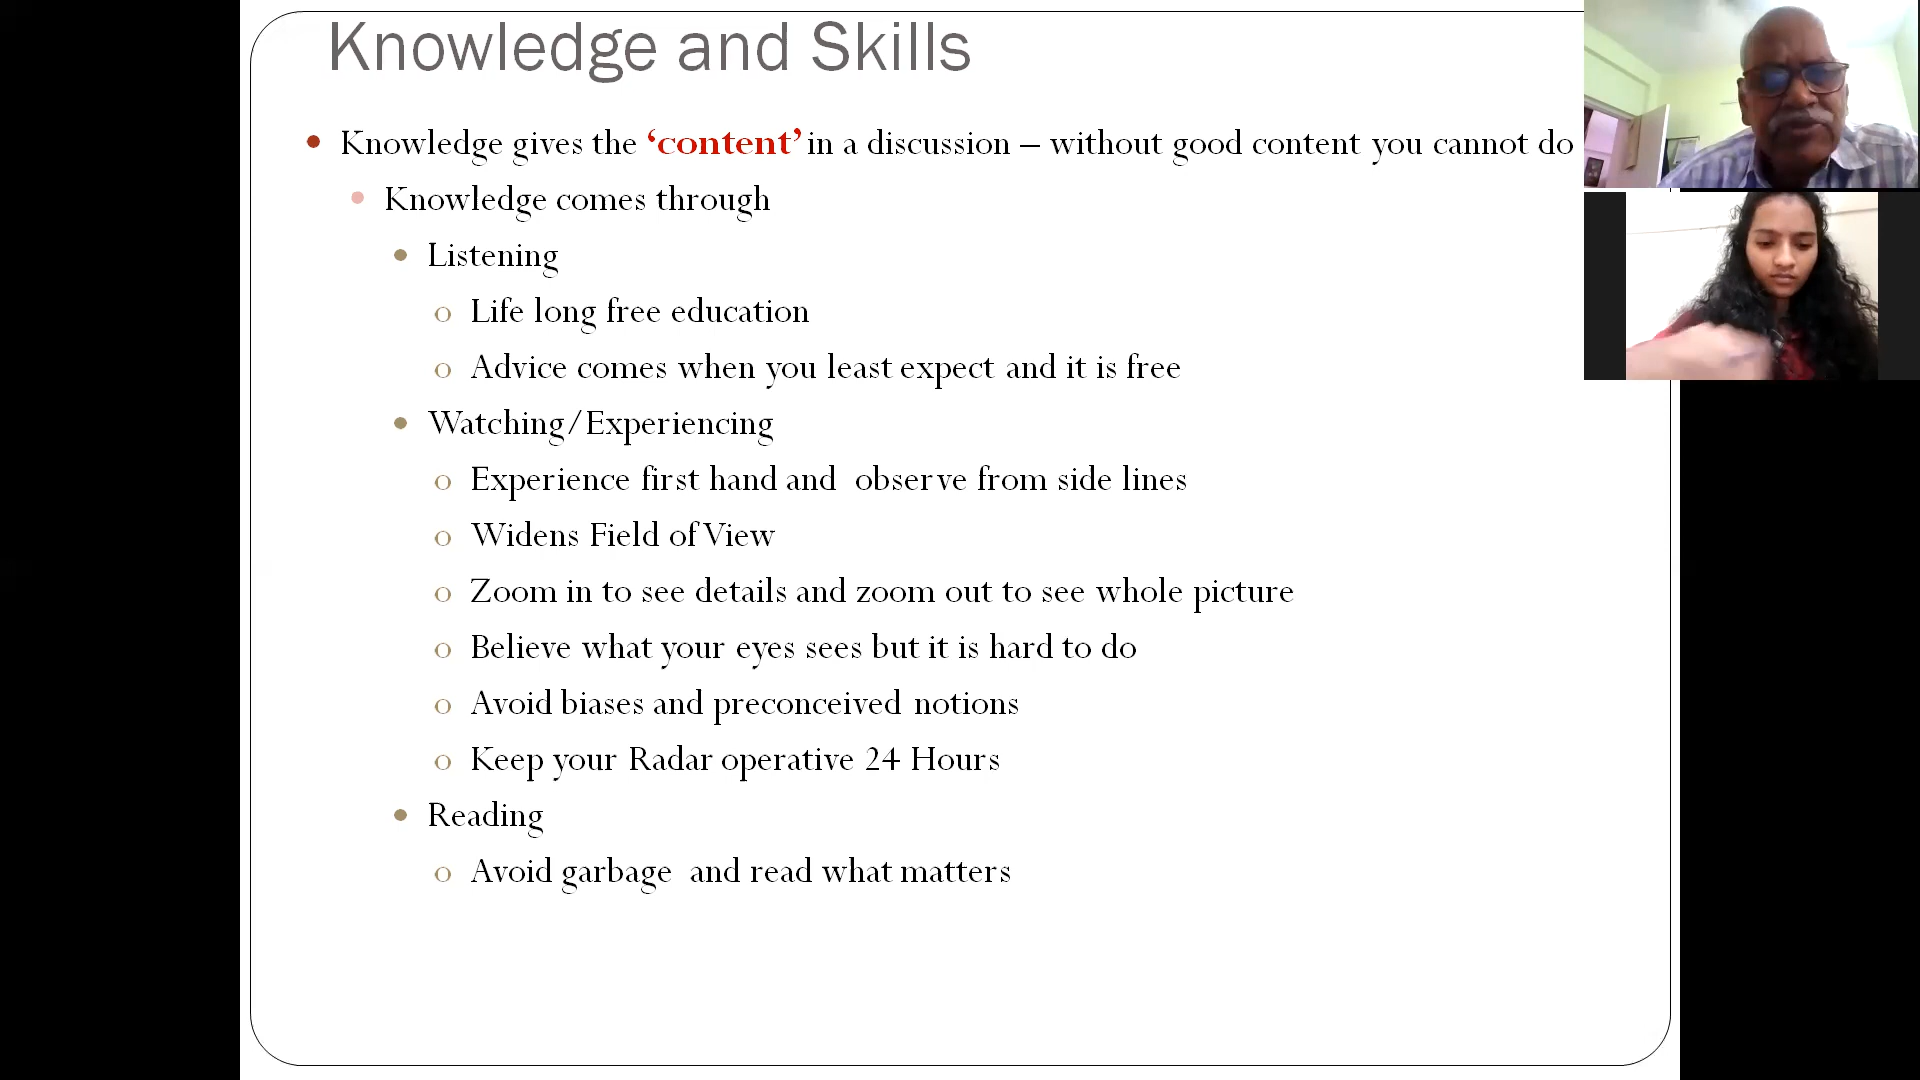 Knowledge and Skills
Knowledge gives the ‘content’ in a discussion – without good content you cannot do
Knowledge comes through
Listening
Life long free education
Advice comes when you least expect and it is free
Watching/Experiencing
Experience first hand and observe from side lines
Widens Field of View
Zoom in to see details and zoom out to see whole picture
Believe what your eyes sees but it is hard to do
Avoid biases and preconceived notions
Keep your Radar operative 24 Hours
Reading
Avoid garbage and read what matters